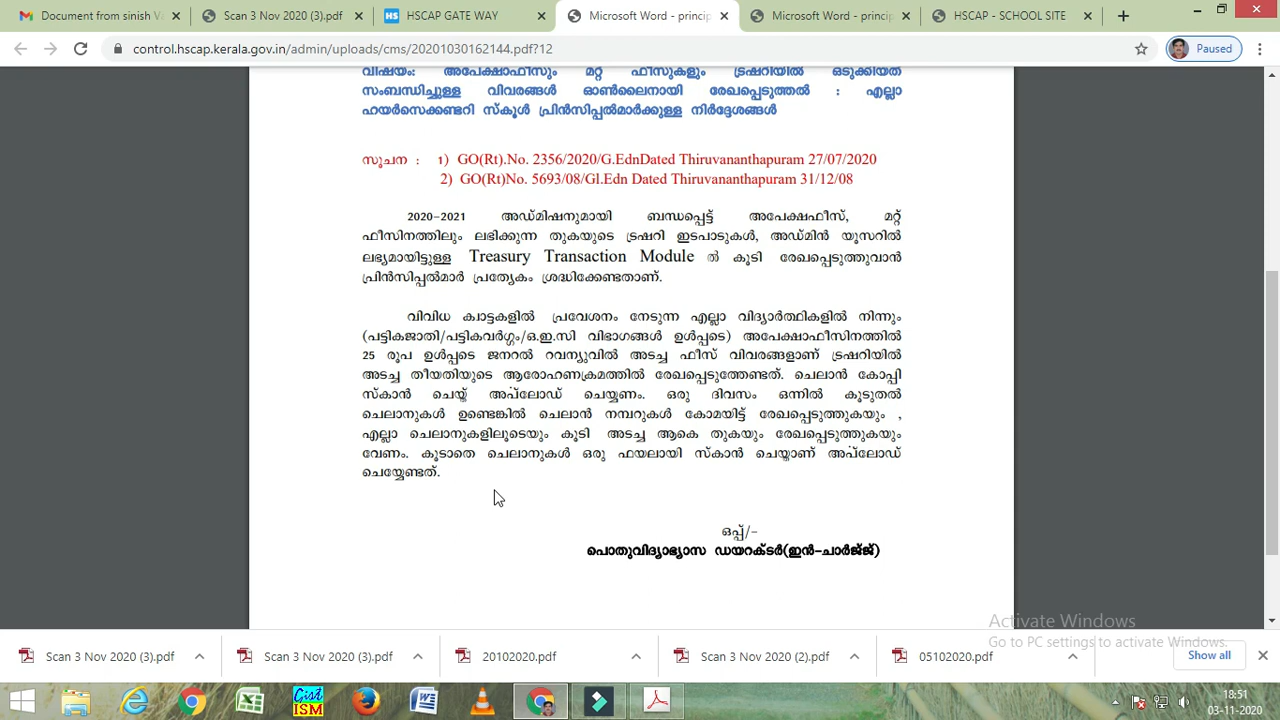 Document from sinish V
Scan 3 Nov 2020 (3).pdf
HSCAP GATE WAY
Microsoft Word - princip
Microsoft Word - princip
HSCAP - SCHOOL SITE
control.hscap.kerala.gov.in/admin/uploads/cms/20201030162144.pdf?12
Paused
വിഷയം: അപേക്ഷാഫീസും മറ്റ് ഫീസുകളും ട്രഷറിയിൽ ഒടുക്കിയത്
സംബന്ധിച്ചുള്ള വിവരങ്ങൾ ഓൺലൈനായി രേഖപ്പെടുത്തൽ : എല്ലാ
ഹയർസെക്കണ്ടറി സ്കൂൾ പ്രിൻസിപ്പൽമാർക്കുള്ള നിർദ്ദേശങ്ങൾ
സൂചന : 1) GO(Rt).No. 2356/2020/G.EdnDated Thiruvananthapuram 27/07/2020
2) GO(Rt)No. 5693/08/Gl.Edn Dated Thiruvananthapuram 31/12/08
2020-2021 അഡ്മിഷനുമായി ബന്ധപ്പെട്ട് അപേക്ഷഫീസ്, മറ്റ്
ഫീസിനത്തിലും ലഭിക്കുന്ന തുകയുടെ ട്രഷറി ഇടപാടുകൾ, അഡ്മിൻ യൂസറിൽ
ലഭ്യമായിട്ടുള്ള Treasury Transaction Module ൽ കൂടി രേഖപ്പെടുത്തുവാൻ
പ്രിൻസിപ്പൽമാർ പ്രത്യേകം ശ്രദ്ധിക്കേണ്ടതാണ്.
വിവിധ ക്വാട്ടകളിൽ പ്രവേശനം നേടുന്ന എല്ലാ വിദ്യാർത്ഥികളിൽ നിന്നും
(പട്ടികജാതി/പട്ടികവർഗ്ഗം/ഒ.ഇ.സി വിഭാഗങ്ങൾ ഉൾപ്പടെ) അപേക്ഷാഫീസിനത്തിൽ
25 രൂപ ഉൾപ്പടെ ജനറൽ റവന്യുവിൽ അടച്ച ഫീസ് വിവരങ്ങളാണ് ട്രഷറിയിൽ
അടച്ച തീയതിയുടെ ആരോഹണക്രമത്തിൽ രേഖപ്പെടുത്തേണ്ടത്. ചെലാൻ കോപ്പി
സ്കാൻ ചെയ്ത് അപ്‌ലോഡ് ചെയ്യണം. ഒരു ദിവസം ഒന്നിൽ കൂടുതൽ
ചെലാനുകൾ ഉണ്ടെങ്കിൽ ചെലാൻ നമ്പറുകൾ കോമയിട്ട് രേഖപ്പെടുത്തുകയും ,
എല്ലാ ചെലാനുകളിലൂടെയും കൂടി അടച്ച ആകെ തുകയും രേഖപ്പെടുത്തുകയും
വേണം. കൂടാതെ ചെലാനുകൾ ഒരു ഫയലായി സ്കാൻ ചെയ്താണ് അപ്‌ലോഡ്
ചെയ്യേണ്ടത്.
ഒപ്പ്/-
പൊതുവിദ്യാഭ്യാസ ഡയറക്ടർ(ഇൻ-ചാർജ്ജ്)
Activate Windows
Go to PC settings to activate Windows.
Scan 3 Nov 2020 (3).pdf
Scan 3 Nov 2020 (3).pdf
20102020.pdf
Scan 3 Nov 2020 (2).pdf
05102020.pdf
Show all
Gist
ISM
18:51
03-11-2020